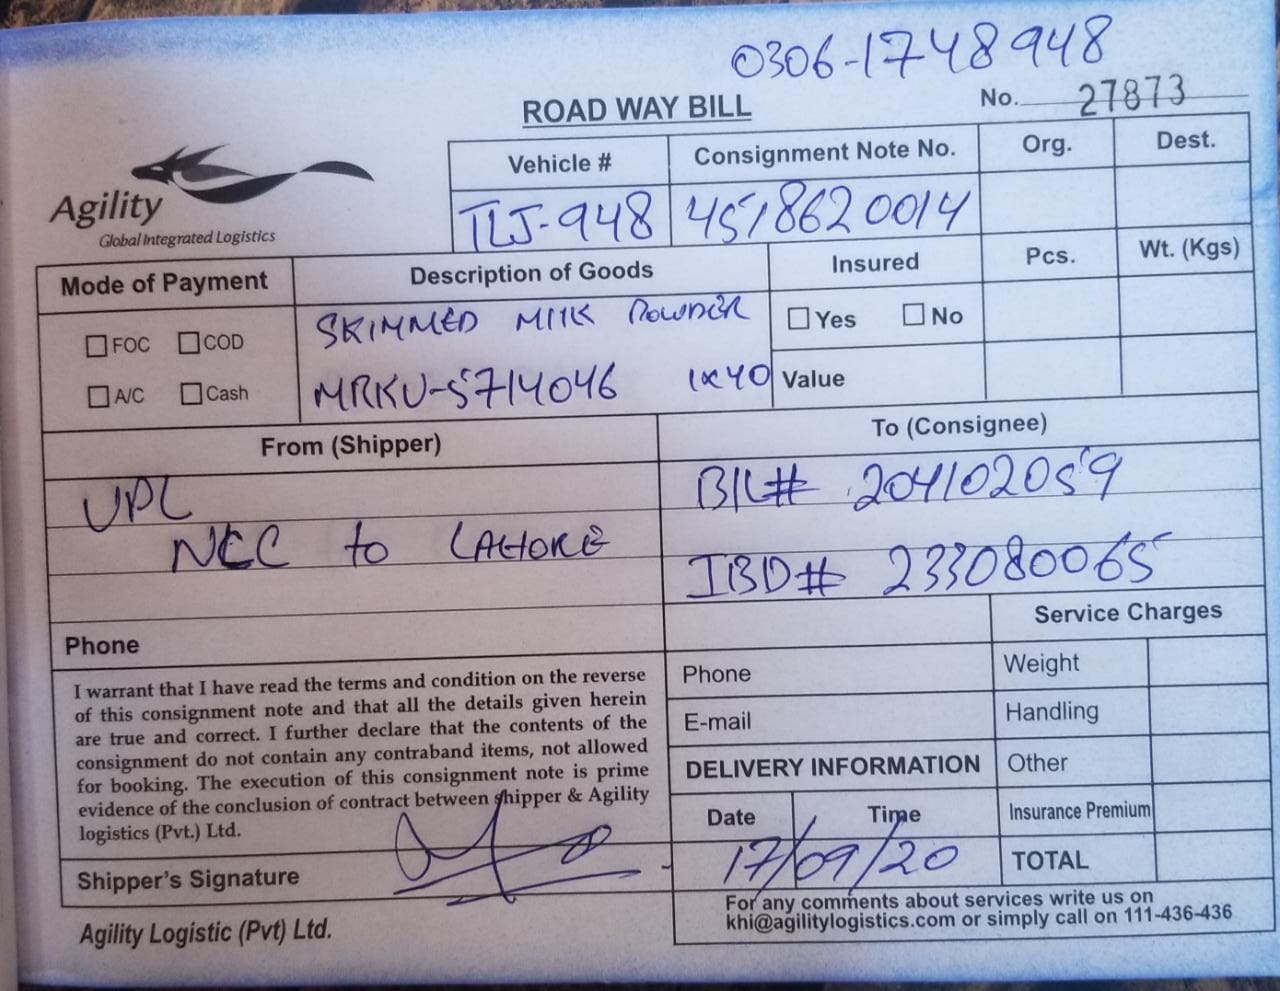 0306-1748948
ROAD WAY BILL
No. 27873
Agility
Global Integrated Logistics
Vehicle # Consignment Note No. Org. Dest.
TLJ-948 4578620014
Mode of Payment Description of Goods Insured Pcs. Wt. (Kgs)
FOC COD SKIMMED MILK POWDER Yes No
A/C Cash MRKU-5714046 1x40 Value
From (Shipper) To (Consignee)
UPL B/L# 204102059
NLC to LAHORE IBD# 233080065
Service Charges
Phone
Phone Weight
E-mail Handling
DELIVERY INFORMATION Other
Date Time Insurance Premium
17/09/20 TOTAL
I warrant that I have read the terms and condition on the reverse
of this consignment note and that all the details given herein
are true and correct. I further declare that the contents of the
consignment do not contain any contraband items, not allowed
for booking. The execution of this consignment note is prime
evidence of the conclusion of contract between shipper & Agility
logistics (Pvt.) Ltd.
Shipper's Signature
Agility Logistic (Pvt) Ltd.
For any comments about services write us on
khi@agilitylogistics.com or simply call on 111-436-436